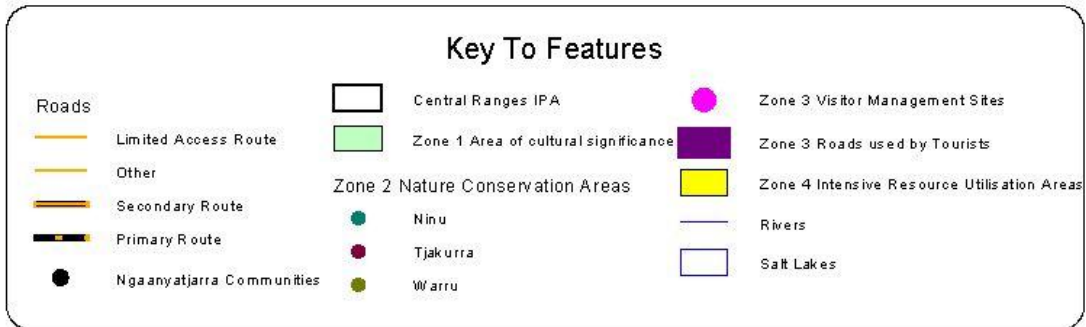 Key To Features
Roads
Limited Access Route
Other
Secondary Route
Primary Route
Ngaanyatjarra Communities
Central Ranges IPA
Zone 1 Area of cultural significance
Zone 2 Nature Conservation Areas
Ninu
Tjakurra
Warru
Zone 3 Visitor Management Sites
Zone 3 Roads used by Tourists
Zone 4 Intensive Resource Utilisation Areas
Rivers
Salt Lakes